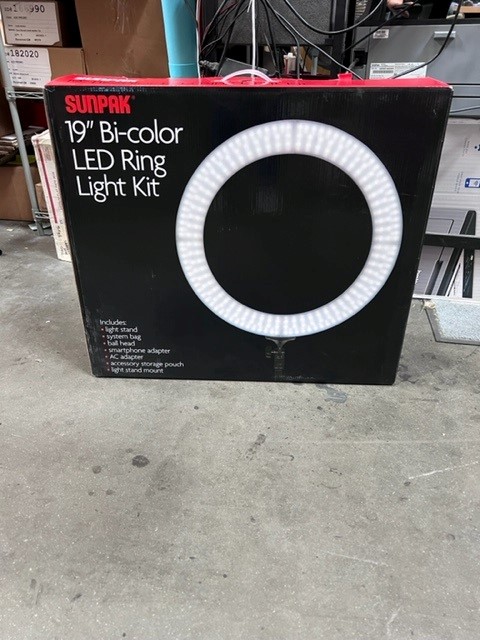 182020
SUNPAK
19" Bi-color
LED Ring
Light Kit
Includes:
• light stand
• system bag
• ball head
• smartphone adapter
• AC adapter
• accessory storage pouch
• light stand mount